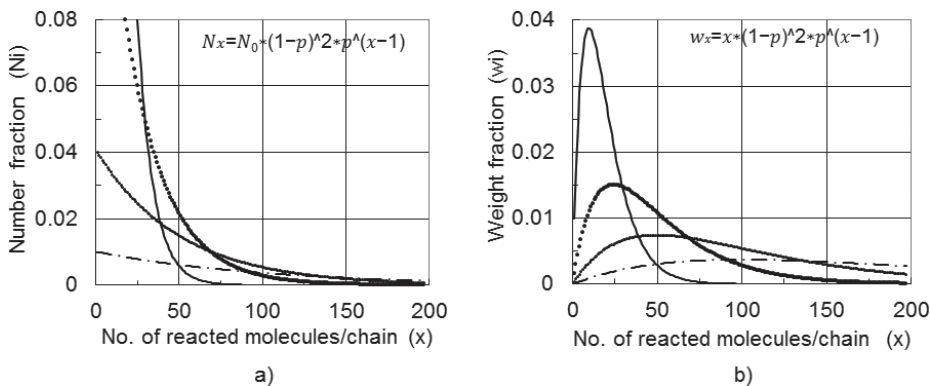 0.08
0.06
0.04
0.02
0
Number fraction (Ni)
Nx=N₀*(1−p)^2*p^(x−1)
0 50 100 150 200
No. of reacted molecules/chain (x)
a)
0.04
0.03
0.02
0.01
0.00
Weight fraction (wi)
wx=x*(1−p)^2*p^(x−1)
0 50 100 150 200
No. of reacted molecules/chain (x)
b)